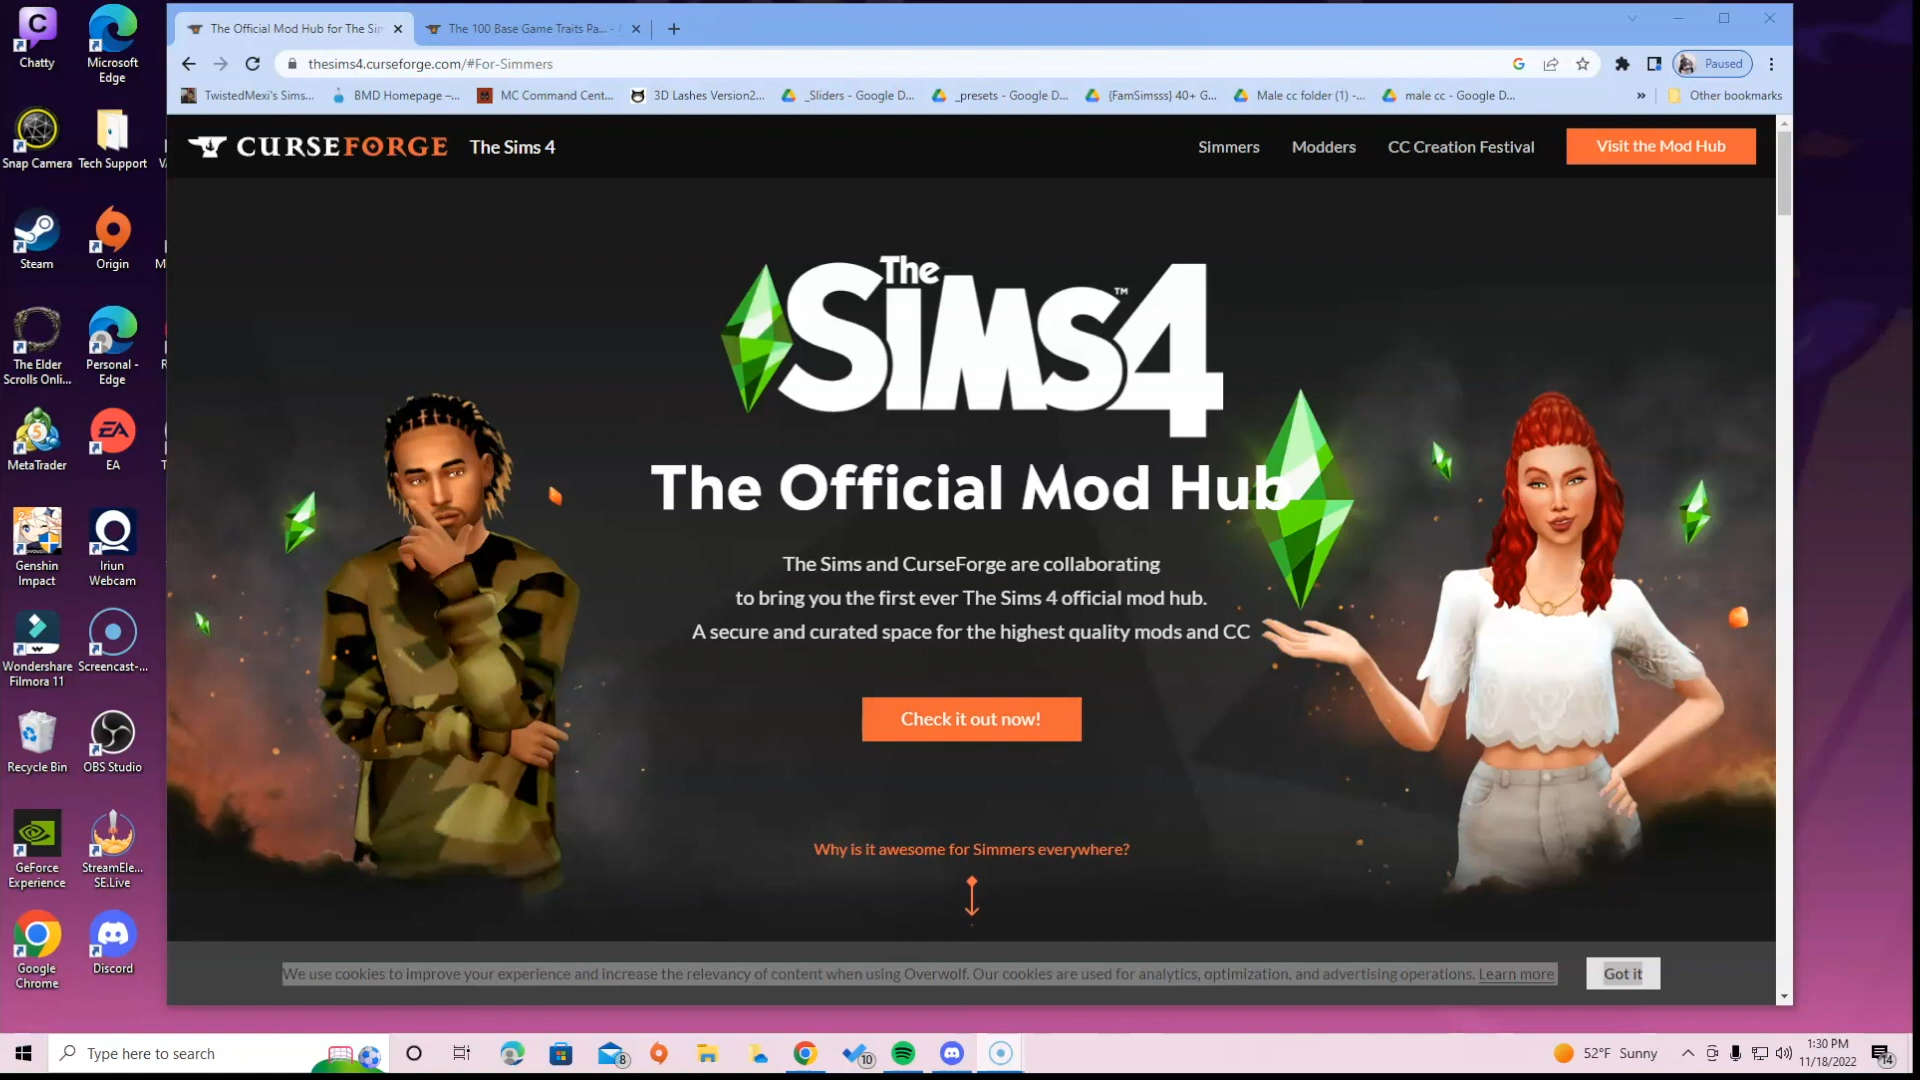 The Official Mod Hub for The Sim
The 100 Base Game Traits Pa... -
thesims4.curseforge.com/#For-Simmers
Paused
TwistedMexi's Sims...
BMD Homepage –...
MC Command Cent...
3D Lashes Version2...
_Sliders - Google D...
_presets - Google D...
{FamSimsss} 40+ G...
Male cc folder (1) -...
male cc - Google D...
»
Other bookmarks
CURSEFORGE
The Sims 4
Simmers
Modders
CC Creation Festival
Visit the Mod Hub
The
SiMS4
™
The Official Mod Hub
The Sims and CurseForge are collaborating
to bring you the first ever The Sims 4 official mod hub.
A secure and curated space for the highest quality mods and CC
Check it out now!
Why is it awesome for Simmers everywhere?
We use cookies to improve your experience and increase the relevancy of content when using Overwolf. Our cookies are used for analytics, optimization, and advertising operations. Learn more
Got it
Chatty
Microsoft
Edge
Snap Camera
Tech Support
Steam
Origin
The Elder
Scrolls Onli...
Personal -
Edge
MetaTrader
5
EA
EA
Genshin
Impact
Iriun
Webcam
Wondershare
Filmora 11
Screencast-...
Recycle Bin
OBS Studio
GeForce
Experience
StreamEle...
SE.Live
Google
Chrome
Discord
Type here to search
8
10
52°F Sunny
1:30 PM
11/18/2022
14